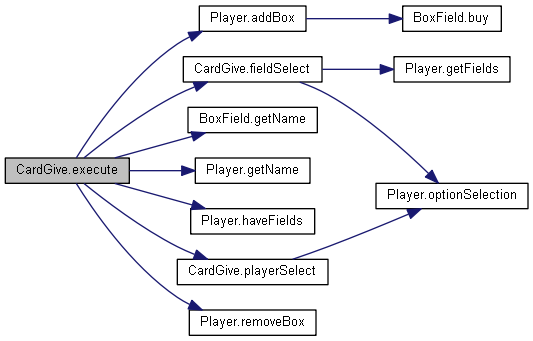 Player.addBox
BoxField.buy
CardGive.fieldSelect
Player.getFields
BoxField.getName
CardGive.execute
Player.getName
Player.optionSelection
Player.haveFields
CardGive.playerSelect
Player.removeBox